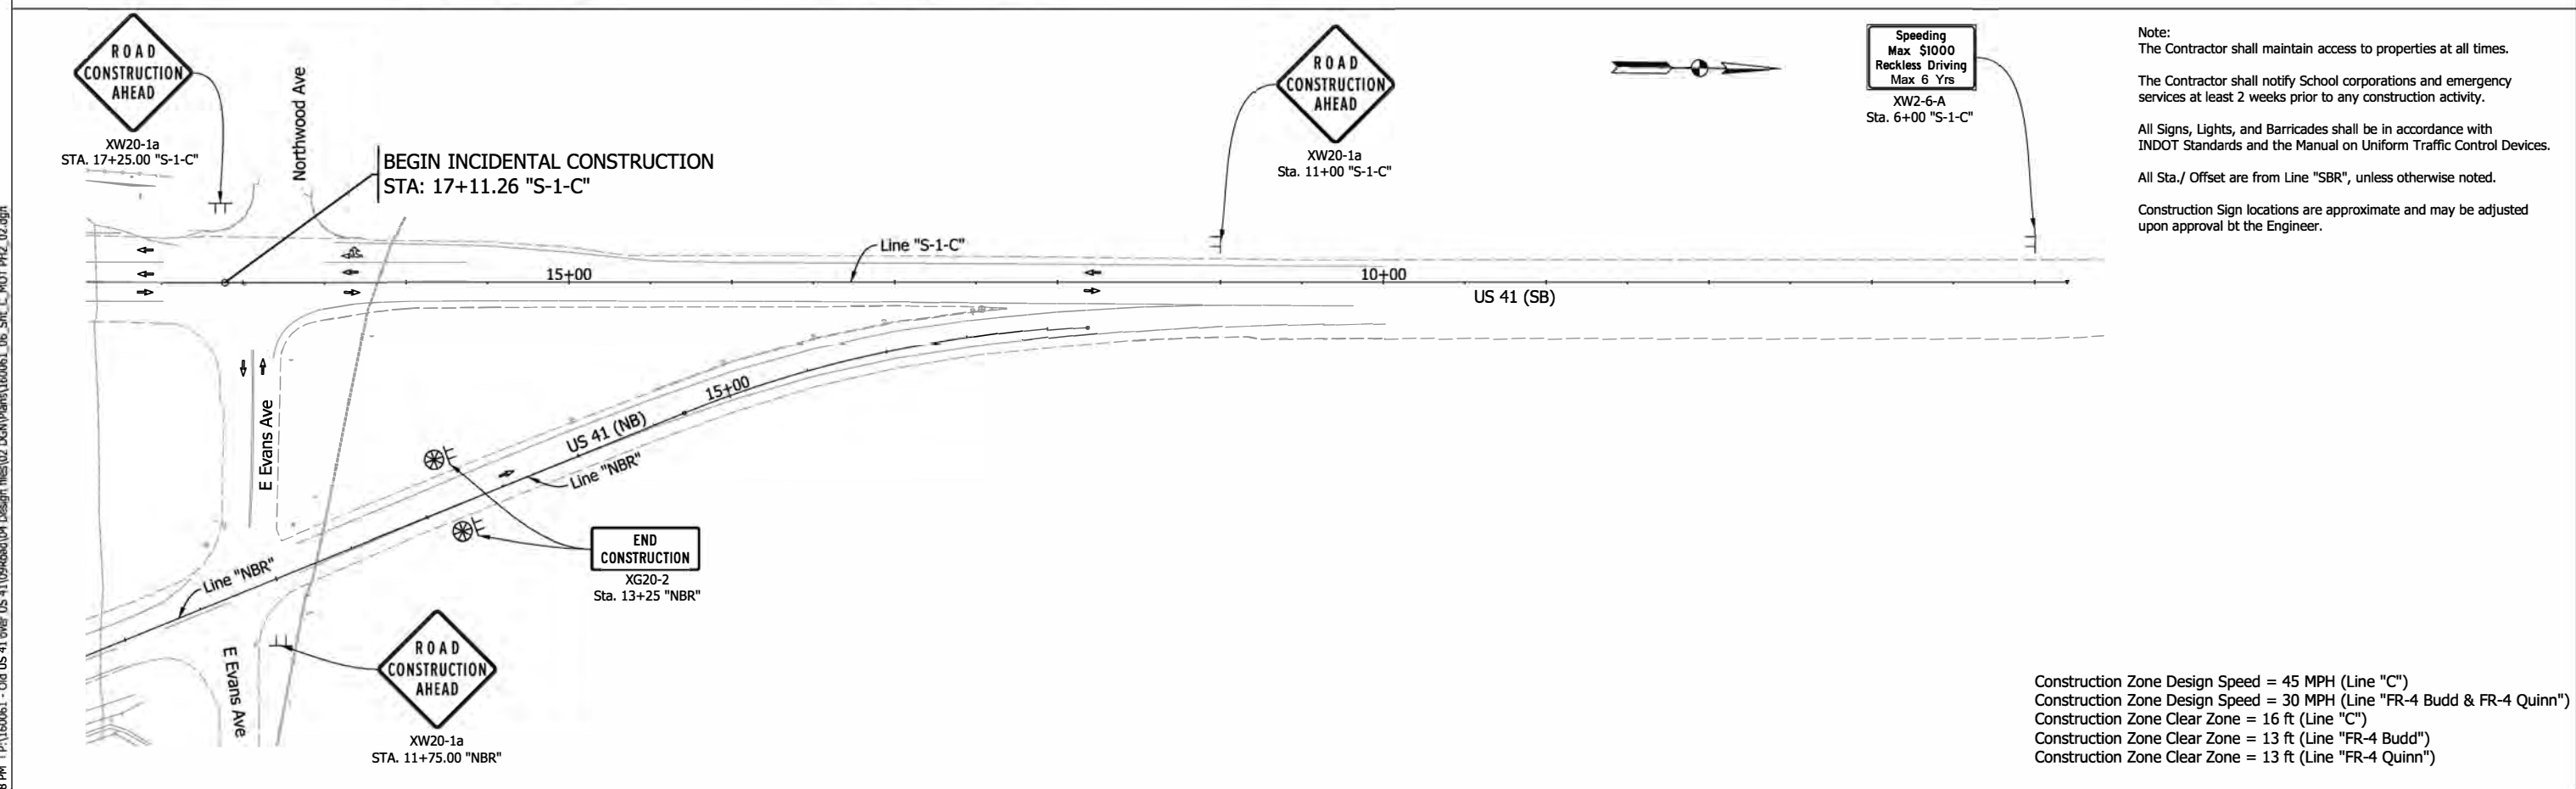 ROAD
CONSTRUCTION
AHEAD
XW20-1a
STA. 17+25.00 "S-1-C"
Northwood Ave
BEGIN INCIDENTAL CONSTRUCTION
STA: 17+11.26 "S-1-C"
ROAD
CONSTRUCTION
AHEAD
XW20-1a
Sta. 11+00 "S-1-C"
Speeding
Max $1000
Reckless Driving
Max 6 Yrs
XW2-6-A
Sta. 6+00 "S-1-C"
Note:
The Contractor shall maintain access to properties at all times.
The Contractor shall notify School corporations and emergency
services at least 2 weeks prior to any construction activity.
All Signs, Lights, and Barricades shall be in accordance with
INDOT Standards and the Manual on Uniform Traffic Control Devices.
All Sta./ Offset are from Line "SBR", unless otherwise noted.
Construction Sign locations are approximate and may be adjusted
upon approval bt the Engineer.
Line "S-1-C"
15+00
10+00
US 41 (SB)
15+00
US 41 (NB)
Line "NBR"
E Evans Ave
END
CONSTRUCTION
XG20-2
Sta. 13+25 "NBR"
Line "NBR"
E Evans Ave
ROAD
CONSTRUCTION
AHEAD
XW20-1a
STA. 11+75.00 "NBR"
Construction Zone Design Speed = 45 MPH (Line "C")
Construction Zone Design Speed = 30 MPH (Line "FR-4 Budd & FR-4 Quinn")
Construction Zone Clear Zone = 16 ft (Line "C")
Construction Zone Clear Zone = 13 ft (Line "FR-4 Budd")
Construction Zone Clear Zone = 13 ft (Line "FR-4 Quinn")